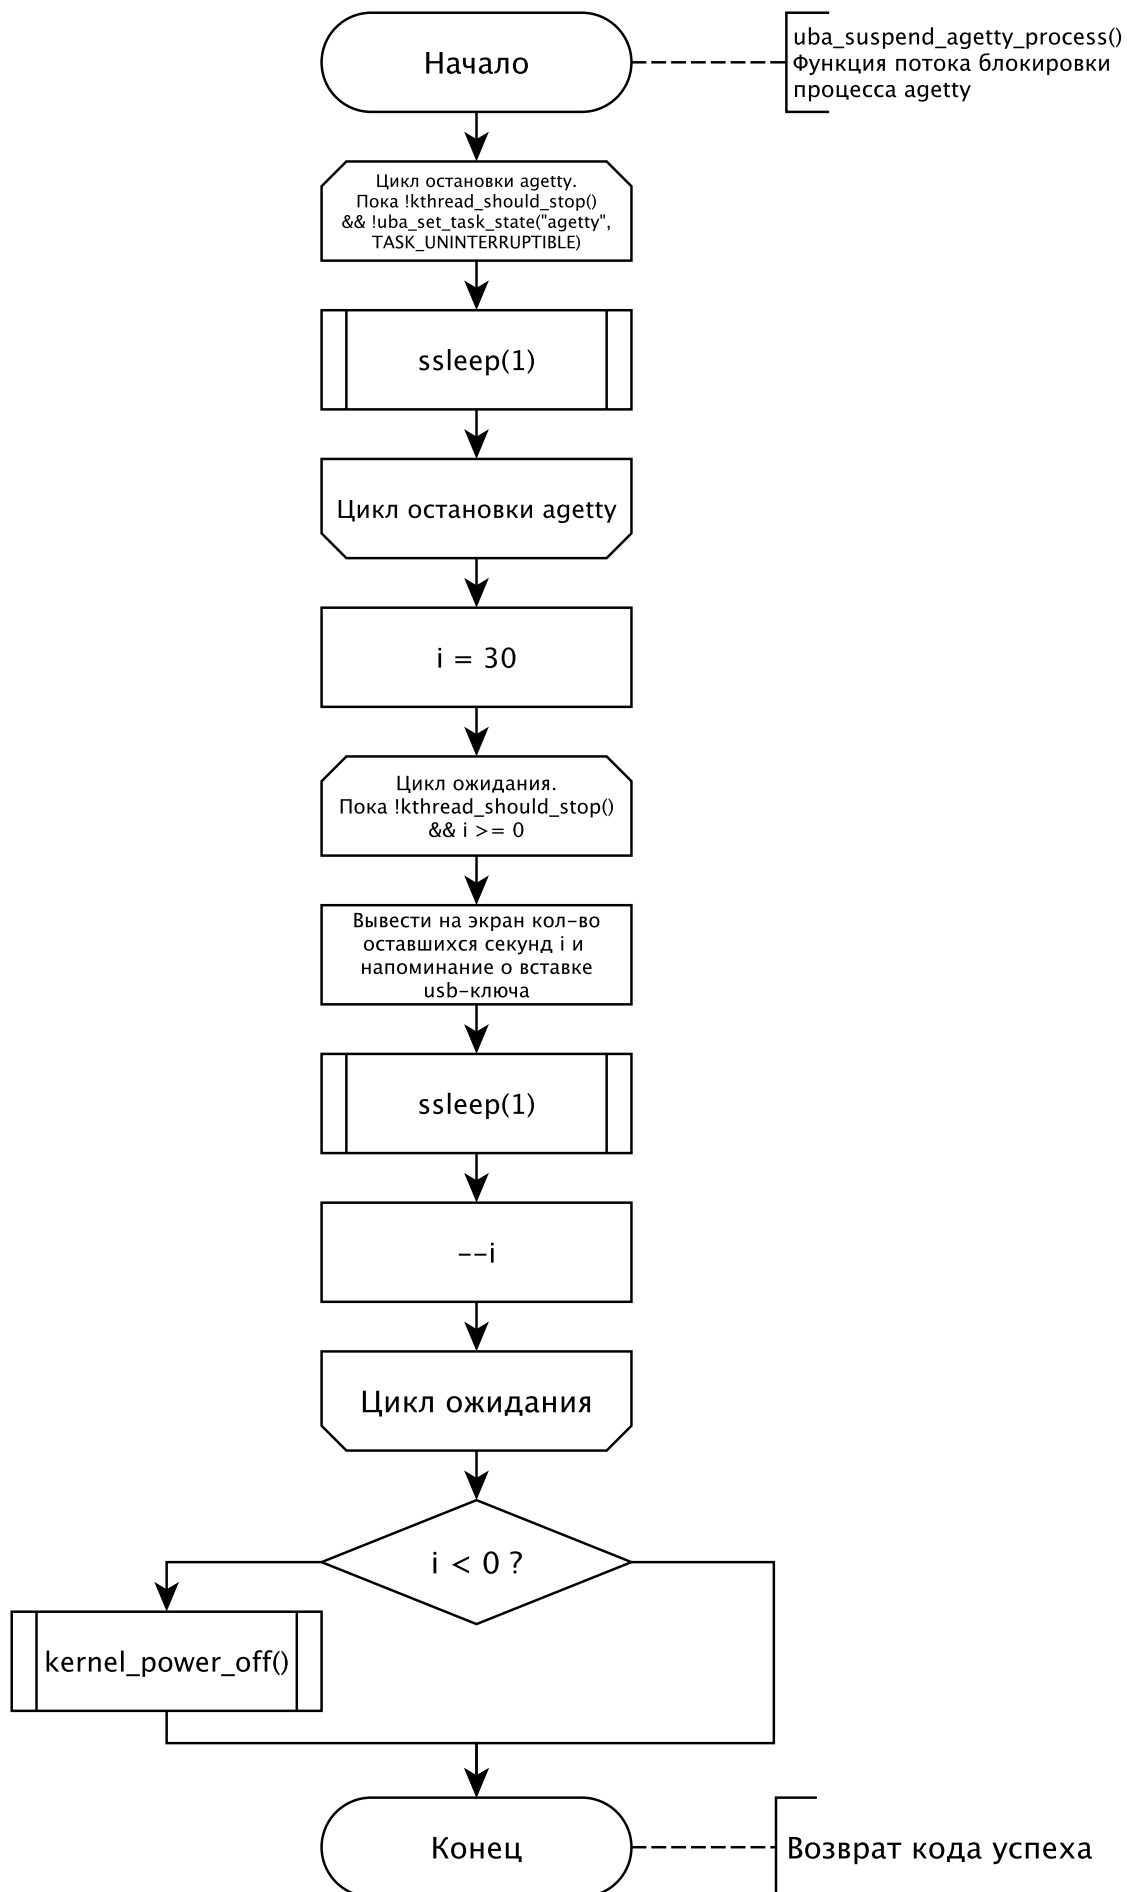 Начало
uba_suspend_agetty_process()
Функция потока блокировки
процесса agetty
Цикл остановки agetty.
Пока !kthread_should_stop()
&& !uba_set_task_state("agetty",
TASK_UNINTERRUPTIBLE)
ssleep(1)
Цикл остановки agetty
i = 30
Цикл ожидания.
Пока !kthread_should_stop()
&& i >= 0
Вывести на экран кол-во
оставшихся секунд i и
напоминание о вставке
usb-ключа
ssleep(1)
--i
Цикл ожидания
i < 0 ?
kernel_power_off()
Конец
Возврат кода успеха